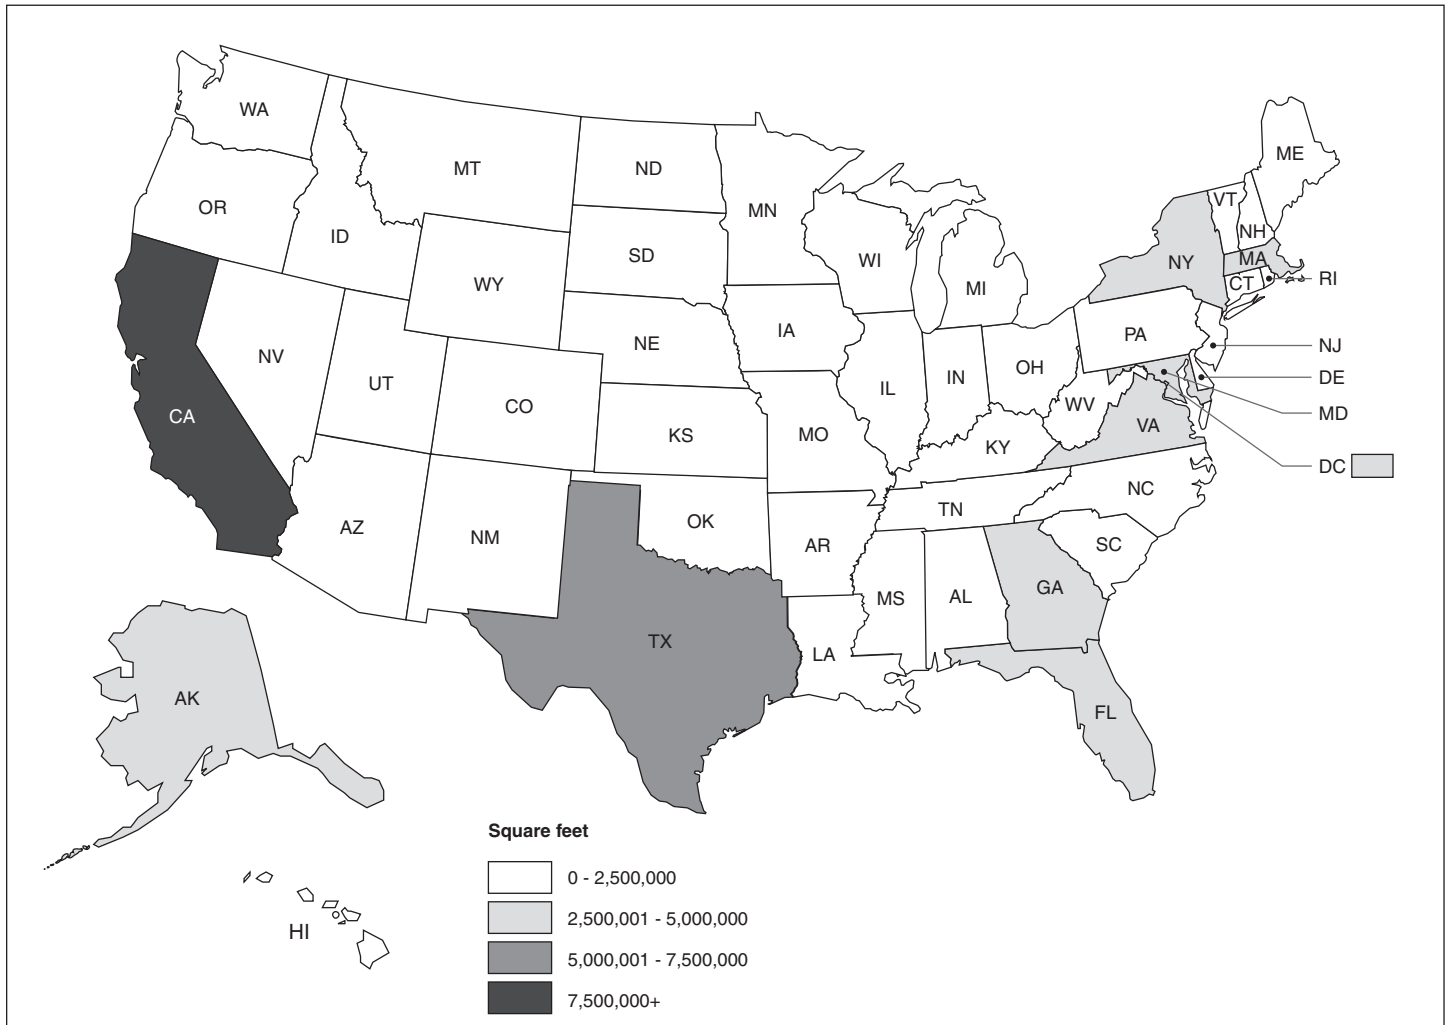 WA
MT
ND
MN
ME
OR
ID
SD
WI
MI
VT
NH
NY
MA
CT
RI
WY
IA
NE
PA
NJ
NV
UT
CO
IL
IN
OH
DE
CA
KS
MO
WV
MD
KY
VA
DC
AZ
NM
OK
AR
TN
NC
SC
MS
AL
GA
TX
LA
AK
FL
HI
Square feet
0 - 2,500,000
2,500,001 - 5,000,000
5,000,001 - 7,500,000
7,500,000+